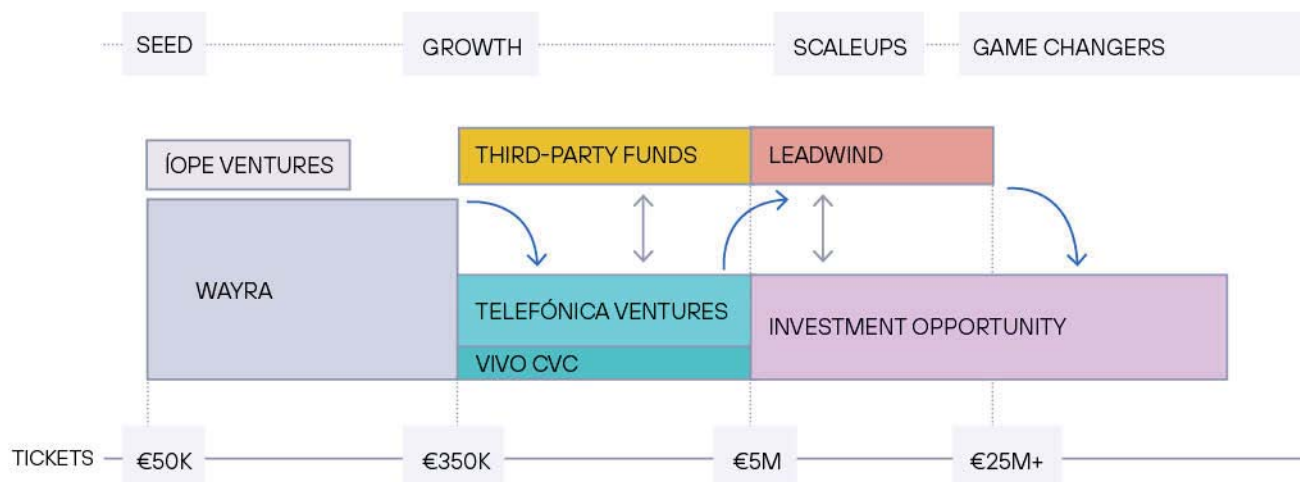 SEED
GROWTH
SCALEUPS
GAME CHANGERS
ÍOPE VENTURES
THIRD-PARTY FUNDS
LEADWIND
WAYRA
TELEFÓNICA VENTURES
INVESTMENT OPPORTUNITY
VIVO CVC
TICKETS
€50K
€350K
€5M
€25M+